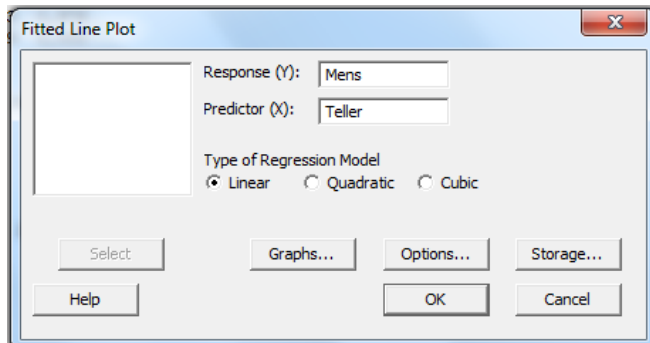 Fitted Line Plot
Response (Y): Mens
Predictor (X): Teller
Type of Regression Model
Linear Quadratic Cubic
Select Graphs... Options... Storage...
Help OK Cancel